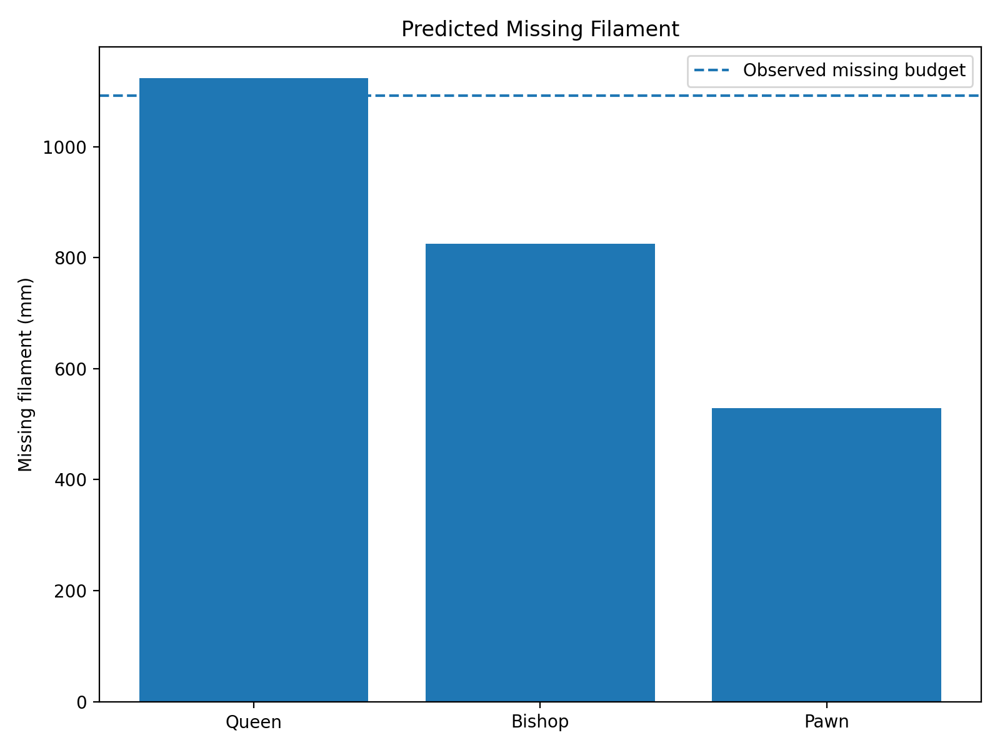 Predicted Missing Filament
Observed missing budget
Missing filament (mm)
1000
800
600
400
200
0
Queen
Bishop
Pawn